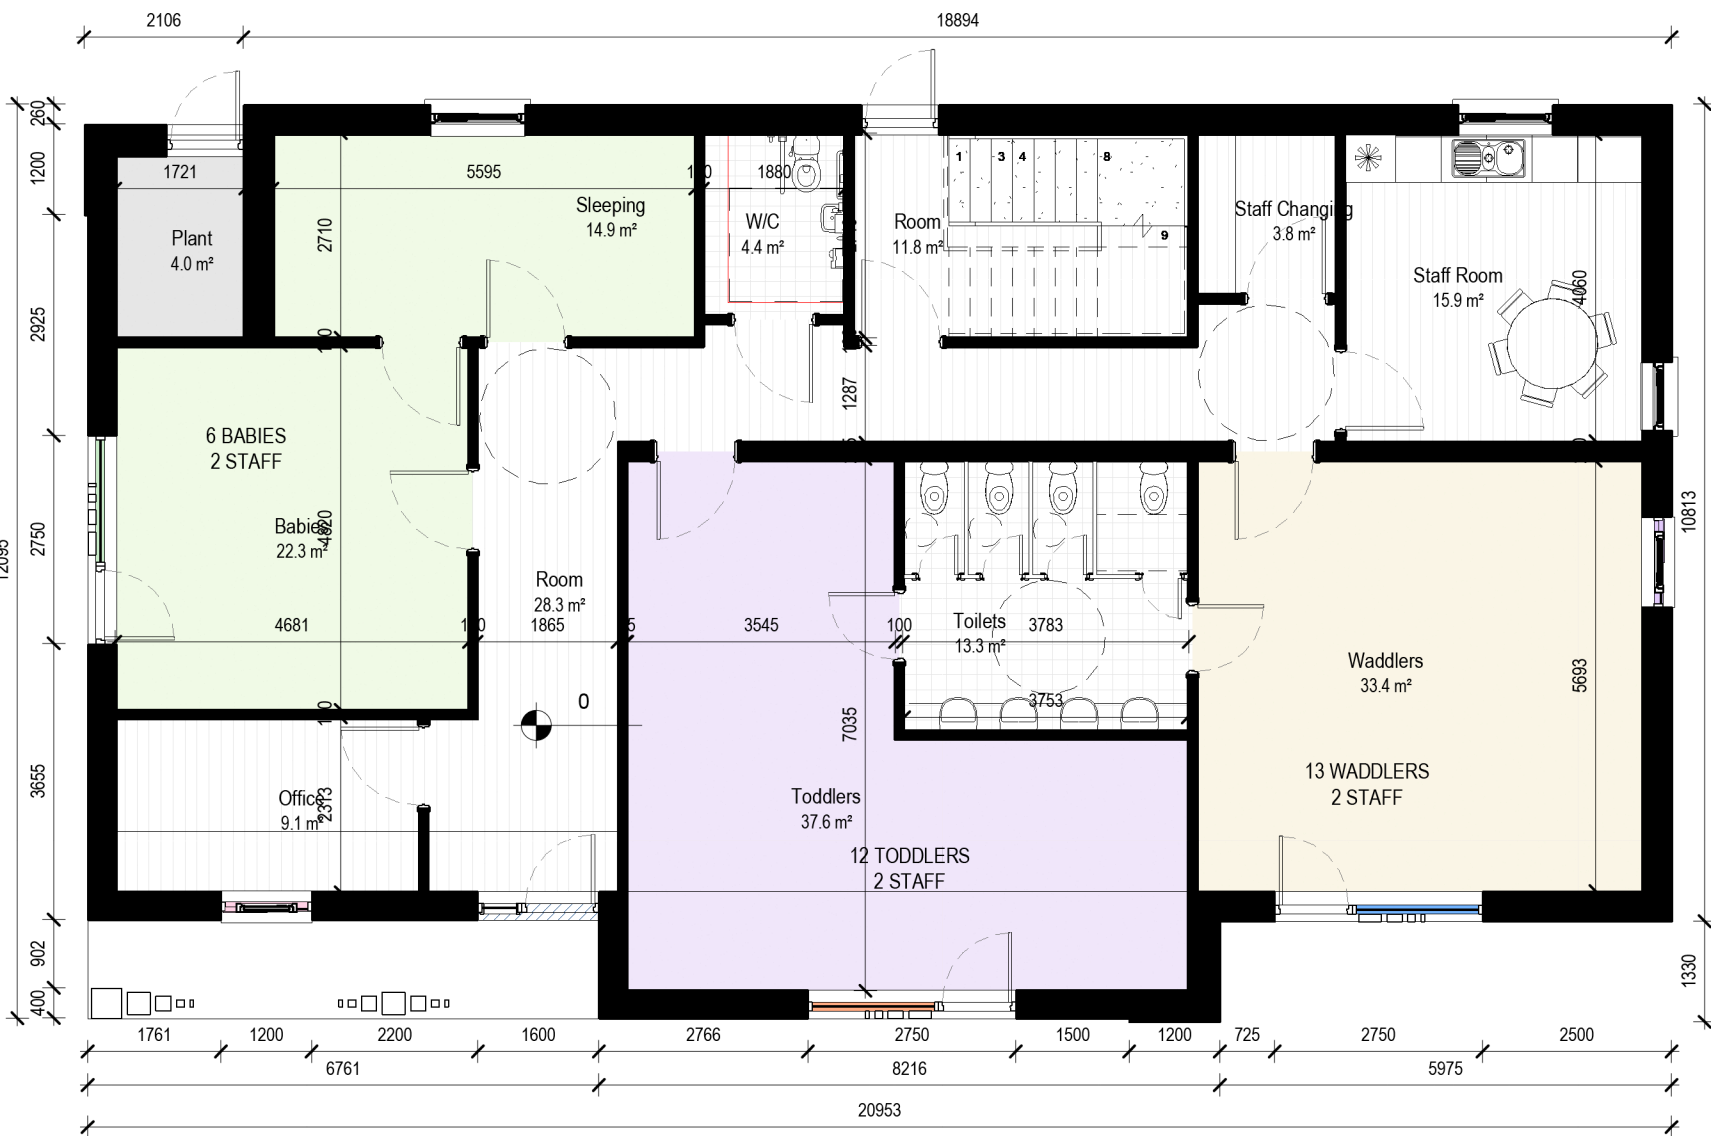 2106
18894
260
1200
2925
2750
3655
902
400
10813
1330
1721
5595
1880
Plant
4.0 m²
2710
Sleeping
14.9 m²
W/C
4.4 m²
Room
11.8 m²
1
3
4
8
9
Staff Changing
3.8 m²
Staff Room
15.9 m²
4060
1287
6 BABIES
2 STAFF
Babies
22.3 m²
4820
Room
28.3 m²
4681
1865
3545
100
Toilets
13.3 m²
3783
3753
Waddlers
33.4 m²
5693
0
7035
Office
9.1 m²
2313
Toddlers
37.6 m²
12 TODDLERS
2 STAFF
13 WADDLERS
2 STAFF
1761
1200
2200
1600
2766
2750
1500
1200
725
2750
2500
6761
8216
5975
20953